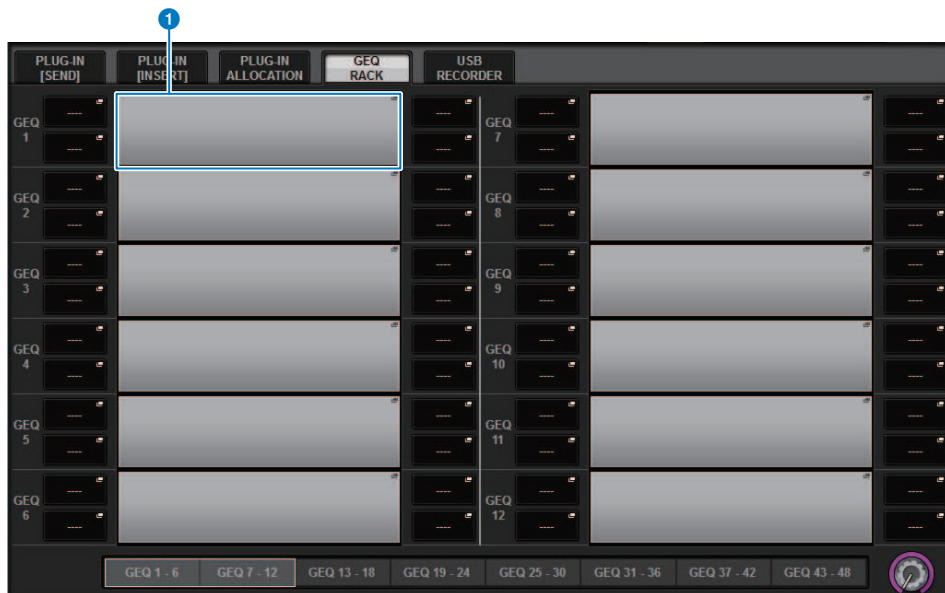 1
PLUG-IN [SEND]
PLUG-IN [INSERT]
PLUG-IN ALLOCATION
GEQ RACK
USB RECORDER
GEQ 1
----
----
----
----
GEQ 7
----
----
----
----
GEQ 2
----
----
----
----
GEQ 8
----
----
----
----
GEQ 3
----
----
----
----
GEQ 9
----
----
----
----
GEQ 4
----
----
----
----
GEQ 10
----
----
----
----
GEQ 5
----
----
----
----
GEQ 11
----
----
----
----
GEQ 6
----
----
----
----
GEQ 12
----
----
----
----
GEQ 1 - 6
GEQ 7 - 12
GEQ 13 - 18
GEQ 19 - 24
GEQ 25 - 30
GEQ 31 - 36
GEQ 37 - 42
GEQ 43 - 48